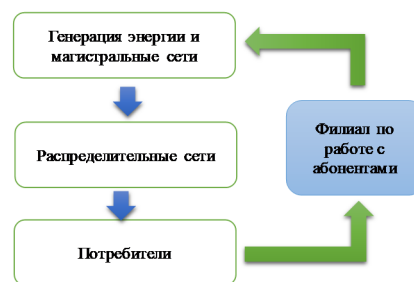 Генерация энергии и
магистральные сети
Распределительные сети
Потребители
Филиал по
работе с
абонентами